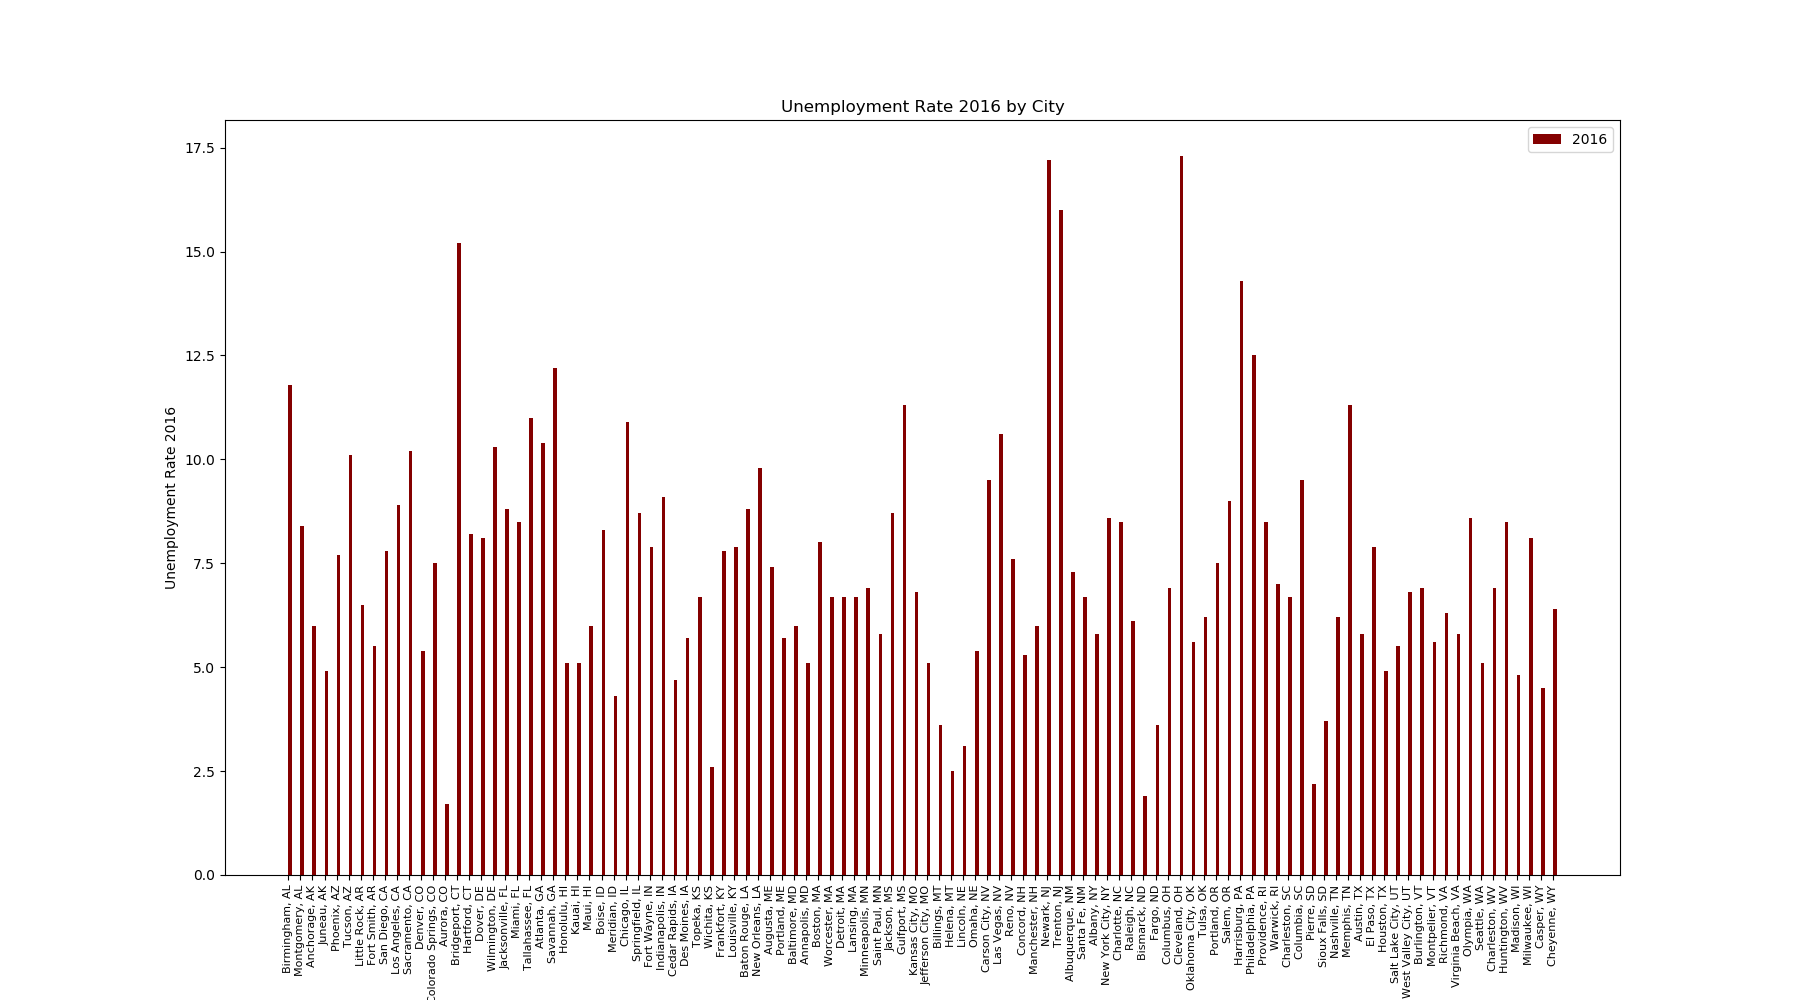 Unemployment Rate 2016 by City
2016
Unemployment Rate 2016
17.5
15.0
12.5
10.0
7.5
5.0
2.5
0.0
Birmingham, AL
Montgomery, AL
Anchorage, AK
Juneau, AK
Phoenix, AZ
Tucson, AZ
Little Rock, AR
Fort Smith, AR
San Diego, CA
Los Angeles, CA
Sacramento, CA
Denver, CO
Colorado Springs, CO
Aurora, CO
Bridgeport, CT
Hartford, CT
Dover, DE
Wilmington, DE
Jacksonville, FL
Miami, FL
Tallahassee, FL
Atlanta, GA
Savannah, GA
Honolulu, HI
Kauai, HI
Maui, HI
Boise, ID
Meridian, ID
Chicago, IL
Springfield, IL
Fort Wayne, IN
Indianapolis, IN
Cedar Rapids, IA
Des Moines, IA
Topeka, KS
Wichita, KS
Frankfort, KY
Louisville, KY
Baton Rouge, LA
New Orleans, LA
Augusta, ME
Portland, ME
Baltimore, MD
Annapolis, MD
Boston, MA
Worcester, MA
Detroit, MA
Lansing, MA
Minneapolis, MN
Saint Paul, MN
Jackson, MS
Gulfport, MS
Kansas City, MO
Jefferson City, MO
Billings, MT
Helena, MT
Lincoln, NE
Omaha, NE
Carson City, NV
Las Vegas, NV
Reno, NV
Concord, NH
Manchester, NH
Newark, NJ
Trenton, NJ
Albuquerque, NM
Santa Fe, NM
Albany, NY
New York City, NY
Charlotte, NC
Raleigh, NC
Bismarck, ND
Fargo, ND
Columbus, OH
Cleveland, OH
Oklahoma City, OK
Tulsa, OK
Portland, OR
Salem, OR
Harrisburg, PA
Philadelphia, PA
Providence, RI
Warwick, RI
Charleston, SC
Columbia, SC
Pierre, SD
Sioux Falls, SD
Nashville, TN
Memphis, TN
Austin, TX
El Paso, TX
Houston, TX
Salt Lake City, UT
West Valley City, UT
Burlington, VT
Montpelier, VT
Richmond, VA
Virginia Beach, VA
Olympia, WA
Seattle, WA
Charleston, WV
Huntington, WV
Madison, WI
Milwaukee, WI
Casper, WY
Cheyenne, WY